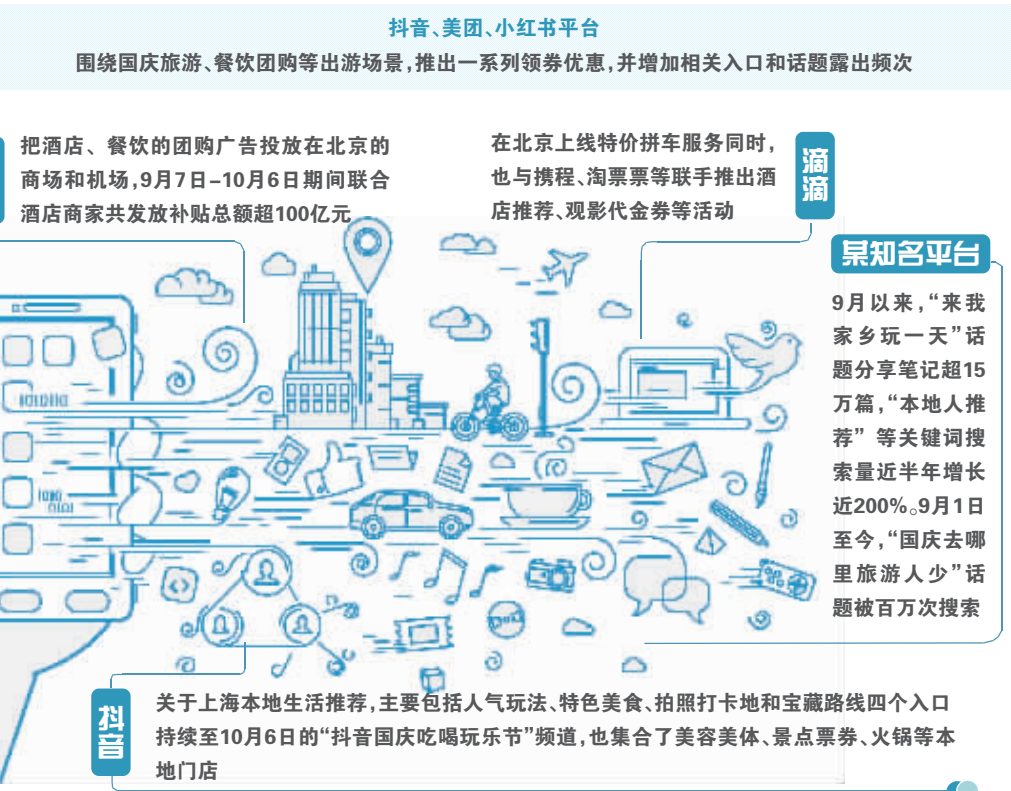 抖音、美团、小红书平台
围绕国庆旅游、餐饮团购等出游场景,推出一系列领券优惠,并增加相关入口和话题露出频次
把酒店、餐饮的团购广告投放在北京的
商场和机场,9月7日-10月6日期间联合
酒店商家共发放补贴总额超100亿元
在北京上线特价拼车服务同时,
也与携程、淘票票等联手推出酒
店推荐、观影代金券等活动
滴滴
某知名平台
9月以来,“来我
家乡玩一天”话
题分享笔记超15
万篇,“本地人推
荐”等关键词搜
索量近半年增长
近200%。9月1日
至今,“国庆去哪
里旅游人少”话
题被百万次搜索
抖音
关于上海本地生活推荐,主要包括人气玩法、特色美食、拍照打卡地和宝藏路线四个入口
持续至10月6日的“抖音国庆吃喝玩乐节”频道,也集合了美容美体、景点票券、火锅等本
地门店